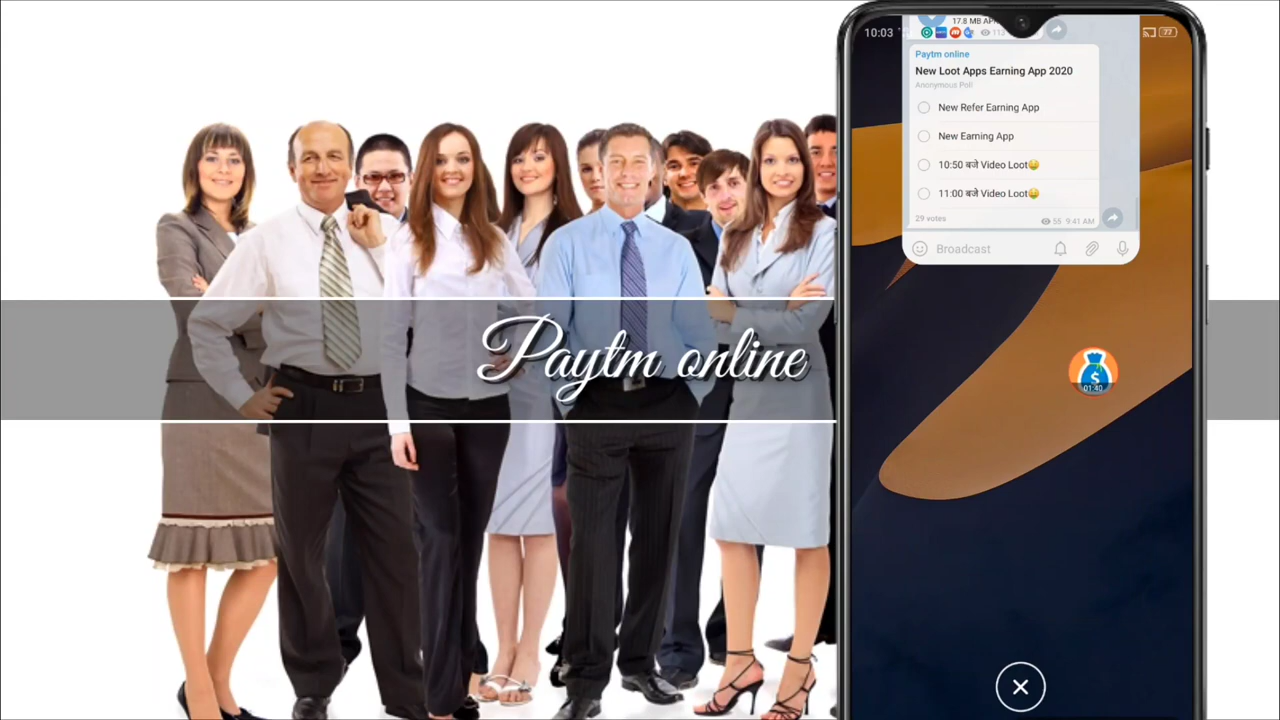 Paytm online
10:03
77
17.8 MB
Paytm online
New Loot Apps Earning App 2020
Anonymous Poll
New Refer Earning App
New Earning App
10:50 बजे Video Loot😄
11:00 बजे Video Loot😄
29 votes
55 9:41 AM
Broadcast
$
01:40